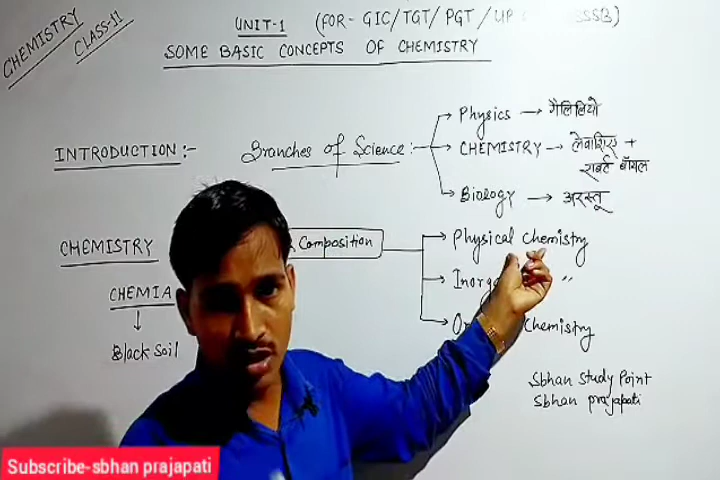 CHEMISTRY
CLASS-11
UNIT-1 (FOR- GIC/TGT/PGT/UP
SOME BASIC CONCEPTS OF CHEMISTRY
INTRODUCTION:- Branches of Science:-
Physics → गैलिलियो
CHEMISTRY → +
राबर्ट बॉयल
Biology → अरस्तू
CHEMISTRY Composition
Physical Chemistry
"
Chemistry
CHEMIA
↓
Black Soil
Sbhan Study Point
Sbhan prajapati
Subscribe-sbhan prajapati